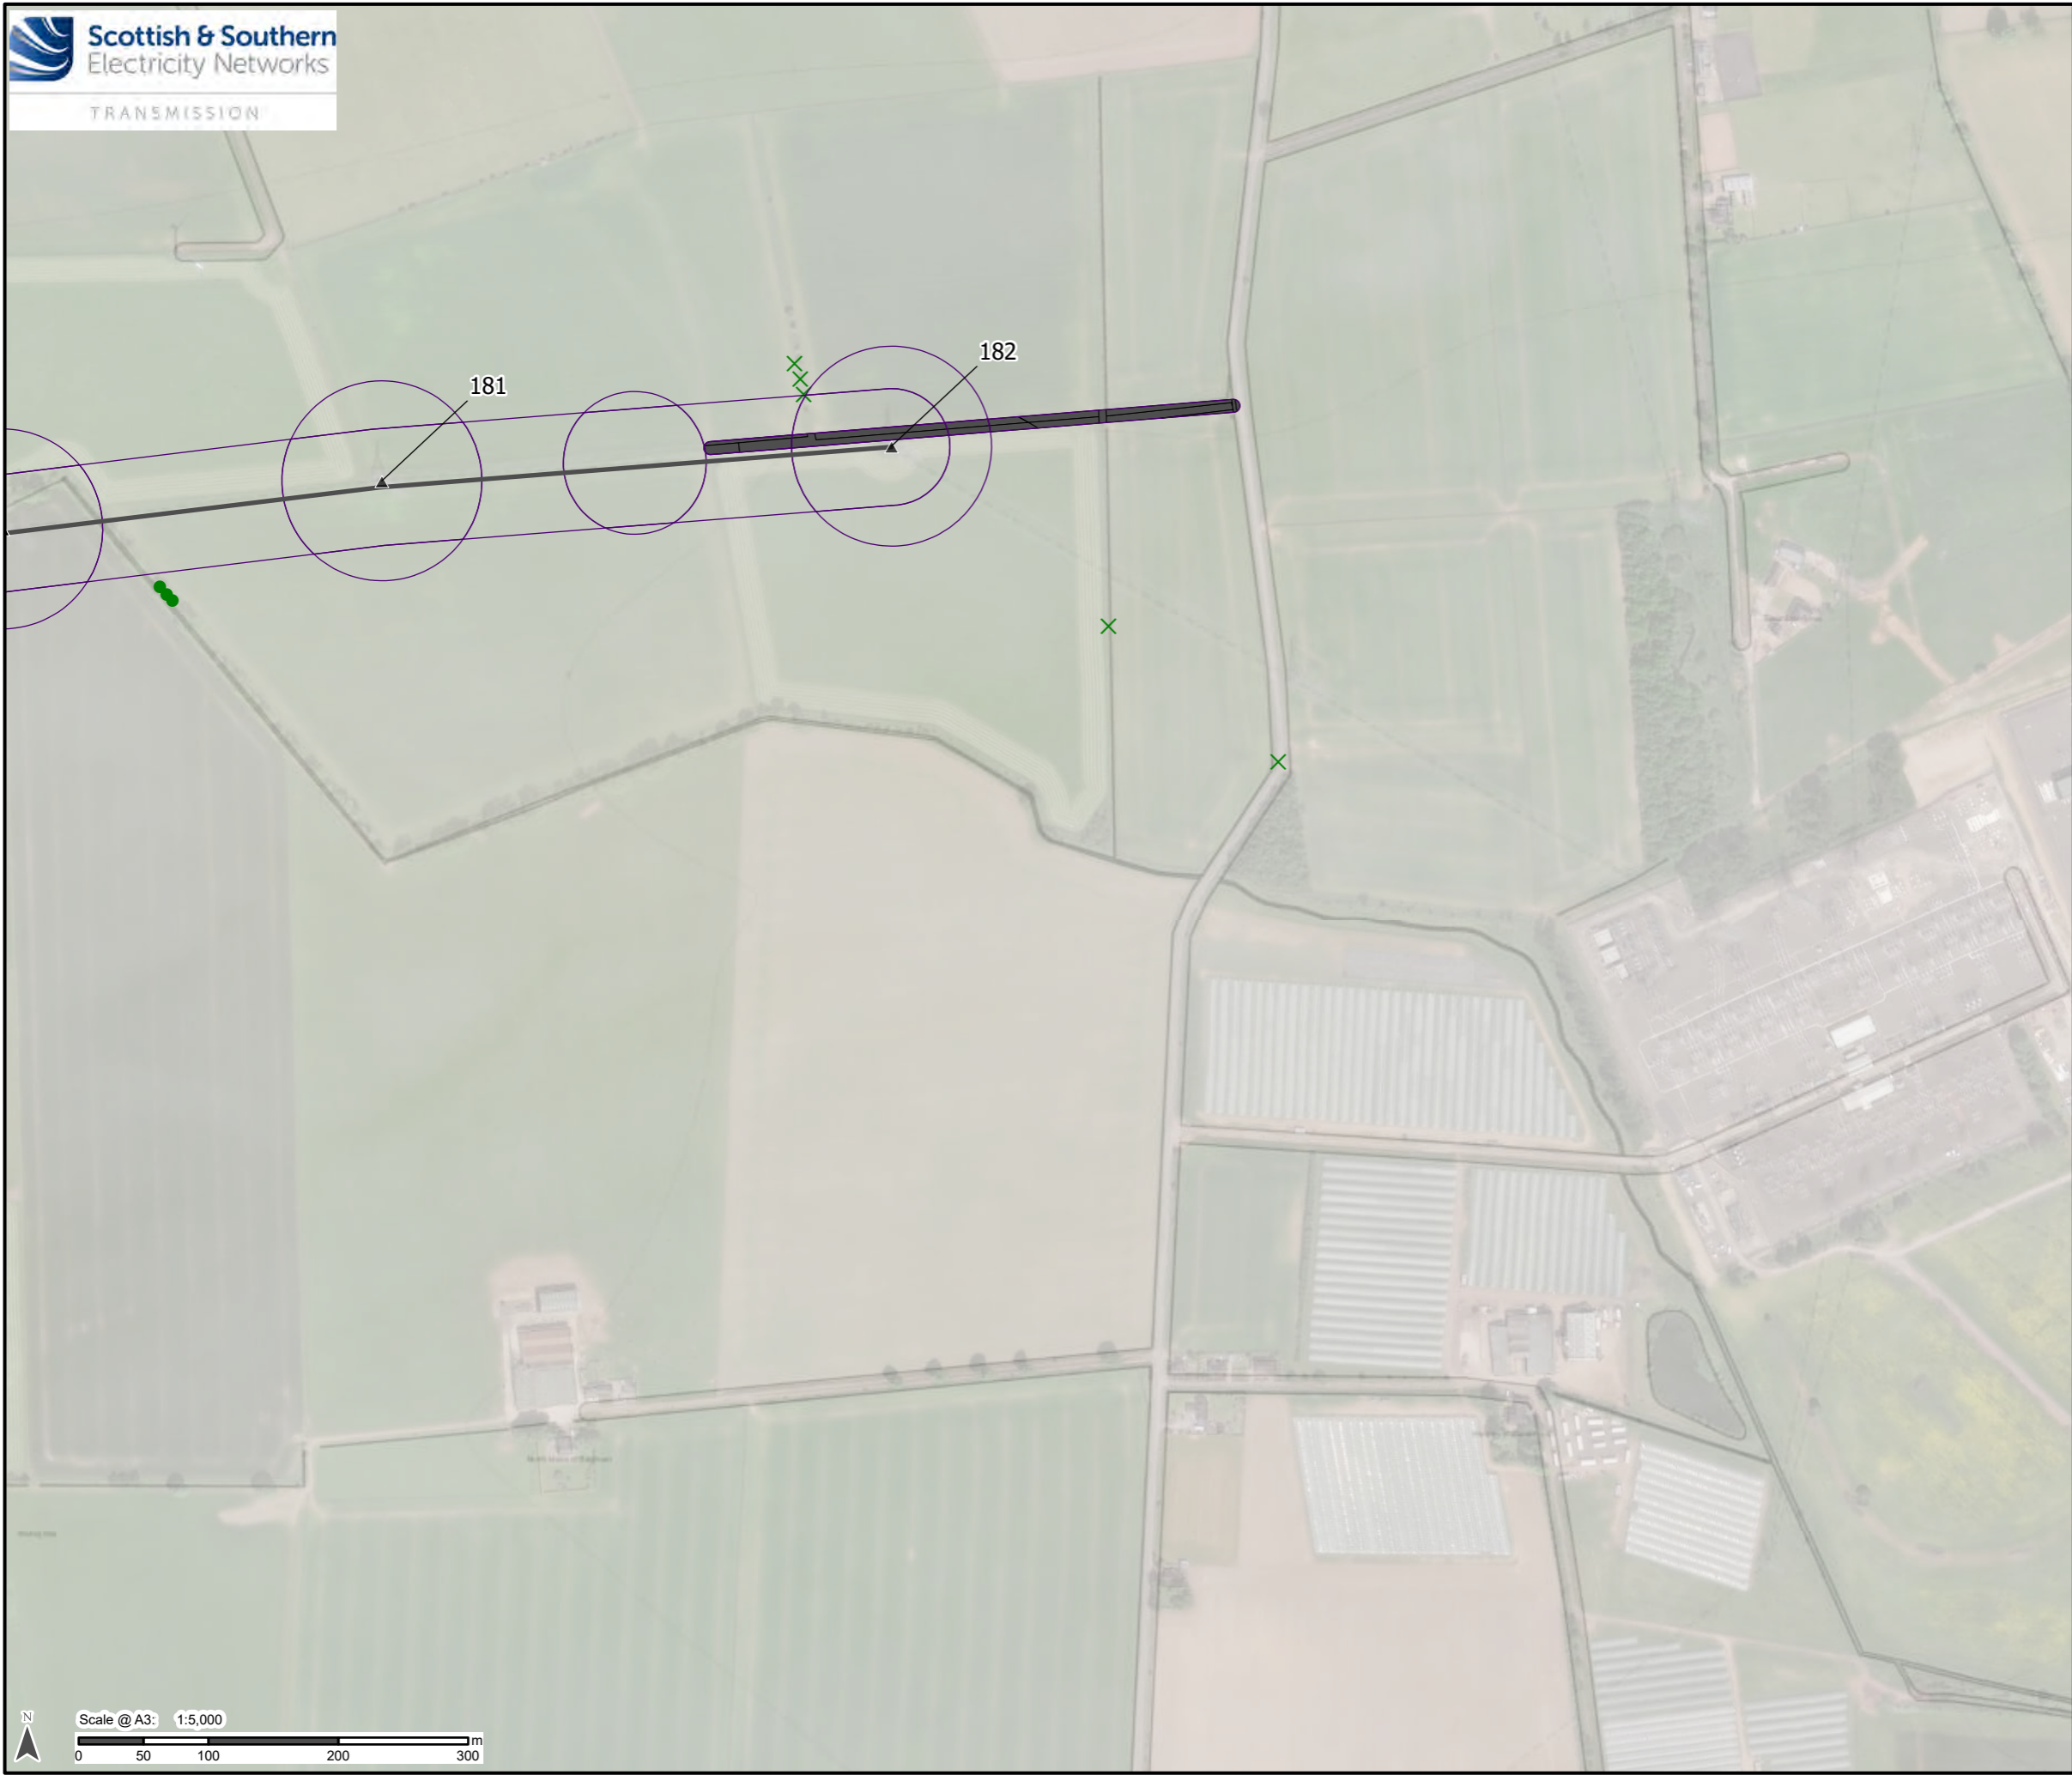 Scottish & Southern
Electricity Networks
TRANSMISSION
182
181
N
Scale @ A3: 1:5,000
m
0 50 100 200 300